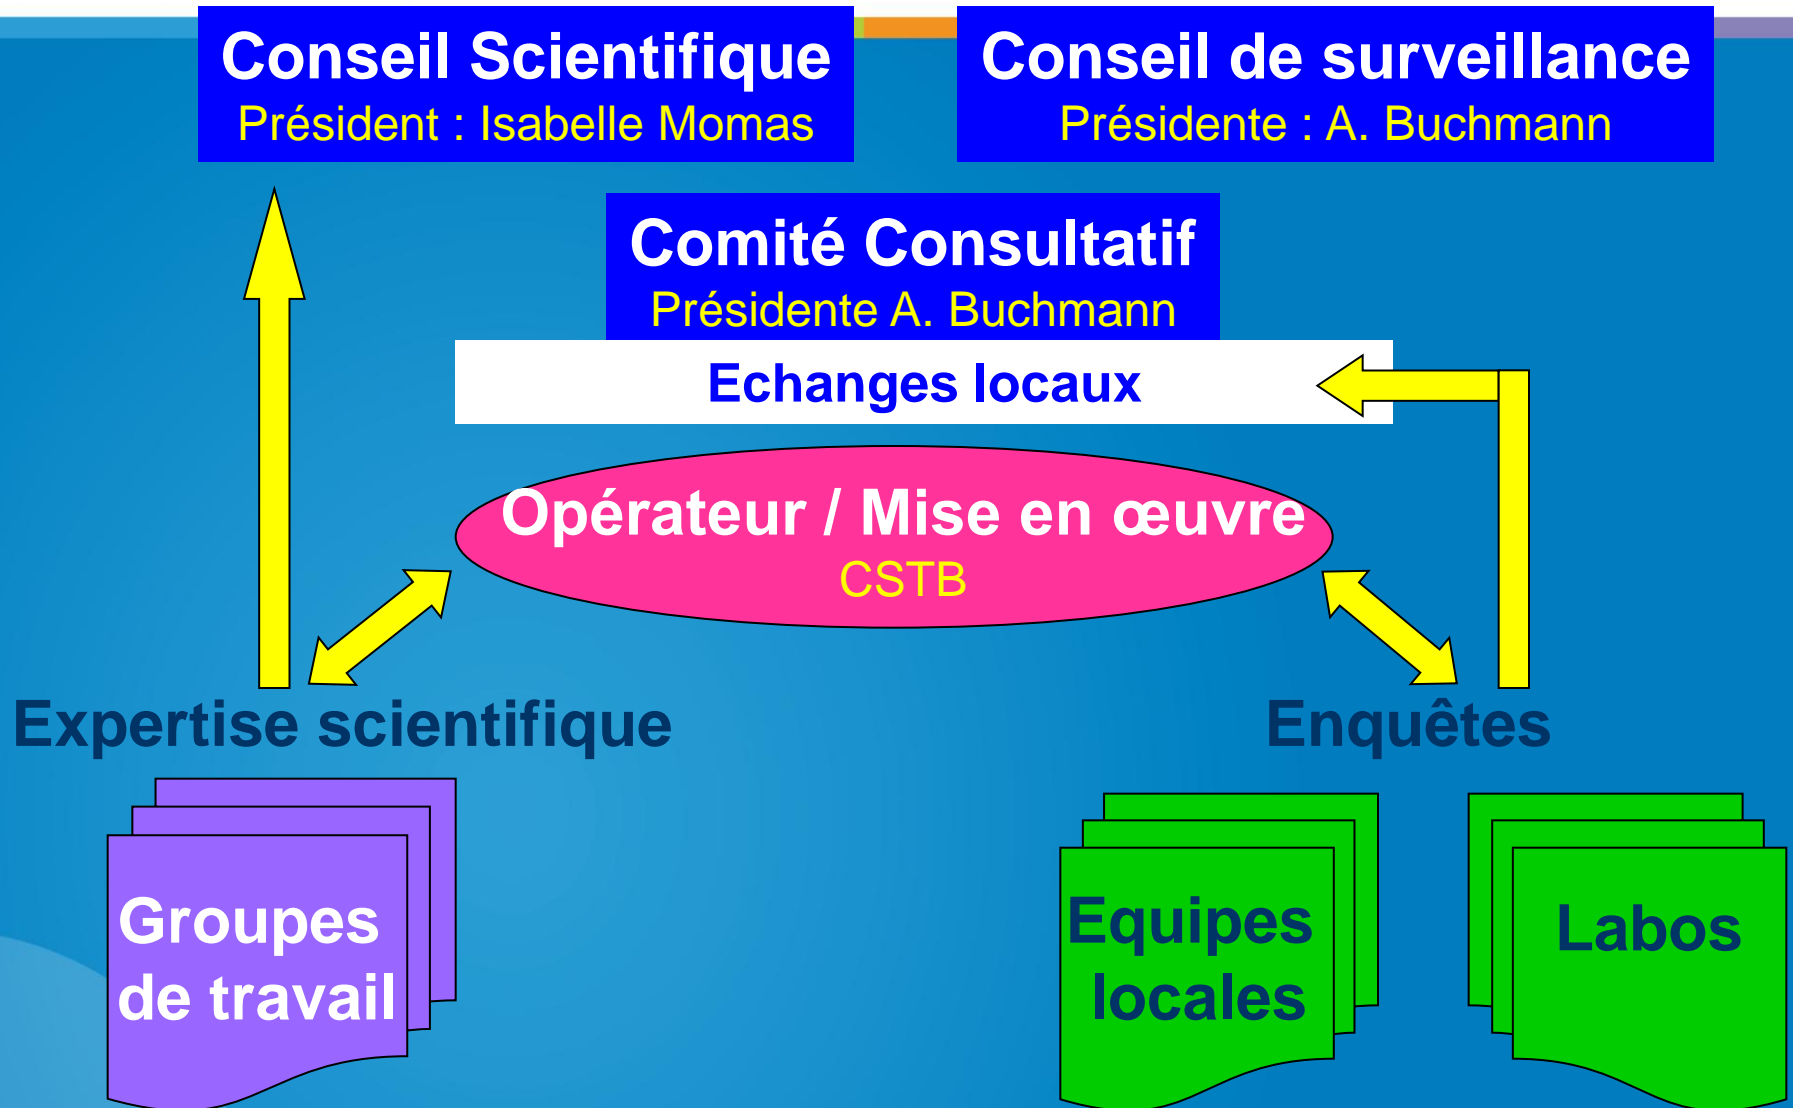 Conseil Scientifique
Président : Isabelle Momas
Conseil de surveillance
Présidente : A. Buchmann
Comité Consultatif
Présidente A. Buchmann
Echanges locaux
Opérateur / Mise en œuvre
CSTB
Expertise scientifique
Enquêtes
Groupes
de travail
Equipes
locales
Labos